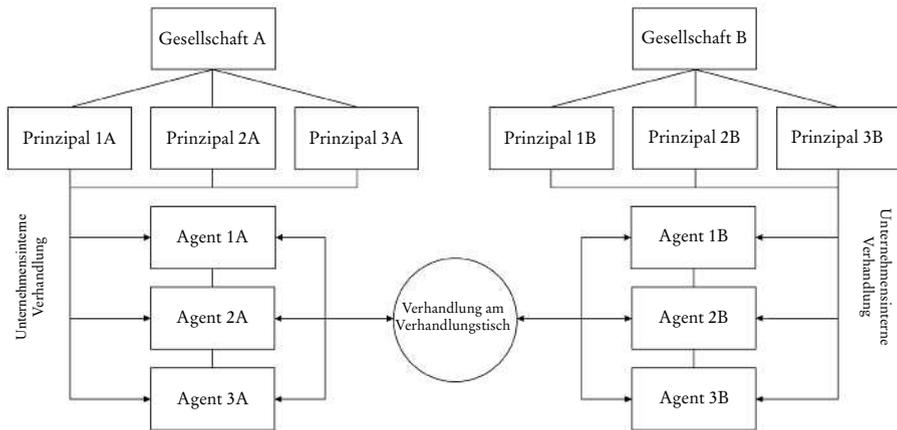 Gesellschaft A
Gesellschaft B
Prinzipal 1A
Prinzipal 2A
Prinzipal 3A
Prinzipal 1B
Prinzipal 2B
Prinzipal 3B
Unternehmensinterne
Verhandlung
Agent 1A
Agent 2A
Agent 3A
Verhandlung am
Verhandlungstisch
Agent 1B
Agent 2B
Agent 3B
Unternehmensinterne
Verhandlung